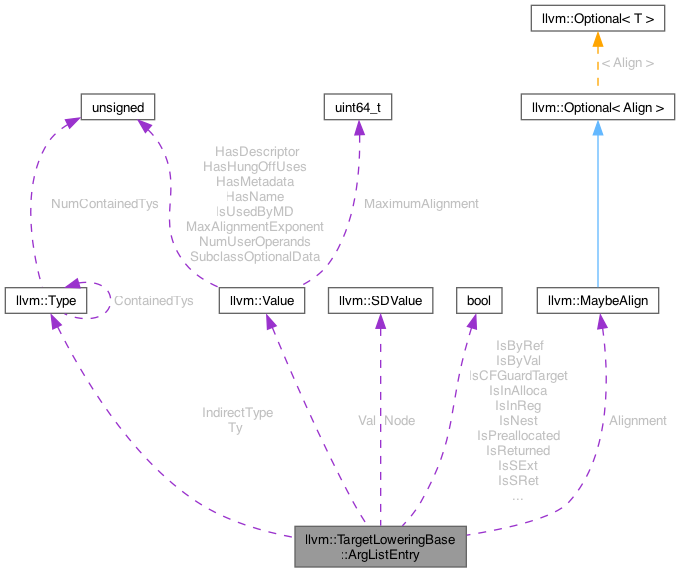 llvm::Optional< T >
< Align >
unsigned
uint64_t
llvm::Optional< Align >
HasDescriptor
HasHungOffUses
HasMetadata
HasName
IsUsedByMD
MaxAlignmentExponent
NumUserOperands
SubclassOptionalData
NumContainedTys
MaximumAlignment
llvm::Type
ContainedTys
llvm::Value
llvm::SDValue
bool
llvm::MaybeAlign
IsByRef
IsByVal
IsCFGuardTarget
IsInAlloca
IsInReg
IsNest
IsPreallocated
IsReturned
IsSExt
IsSRet
...
IndirectType
Ty
Val
Node
Alignment
llvm::TargetLoweringBase
::ArgListEntry